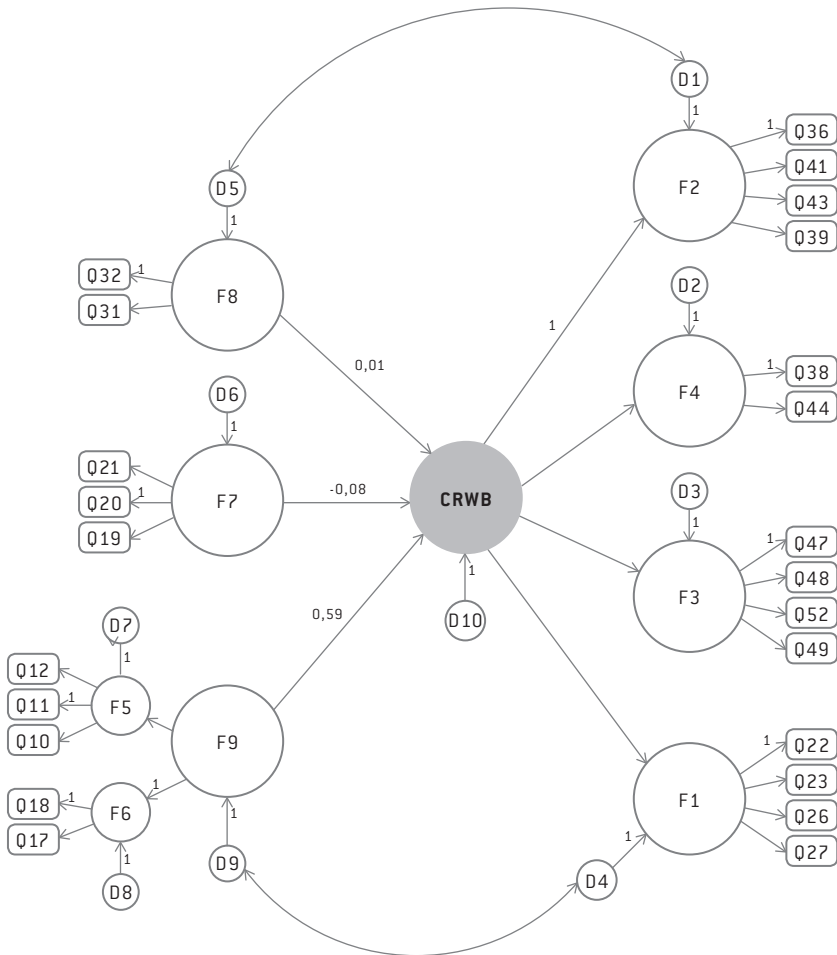 D1
1
1
Q36
Q41
F2
Q43
Q39
D5
1
1
Q32
F8
Q31
D2
1
1
Q38
F4
Q44
0,01
1
D6
1
Q21
F7
1
Q20
Q19
-0,08
CRWB
D3
1
1
Q47
Q48
F3
Q52
Q49
1
D10
0,59
D7
1
Q12
1
Q11
F5
Q10
F9
1
1
Q18
F6
Q17
1
D8
1
D9
1
Q22
Q23
F1
Q26
Q27
1
D4